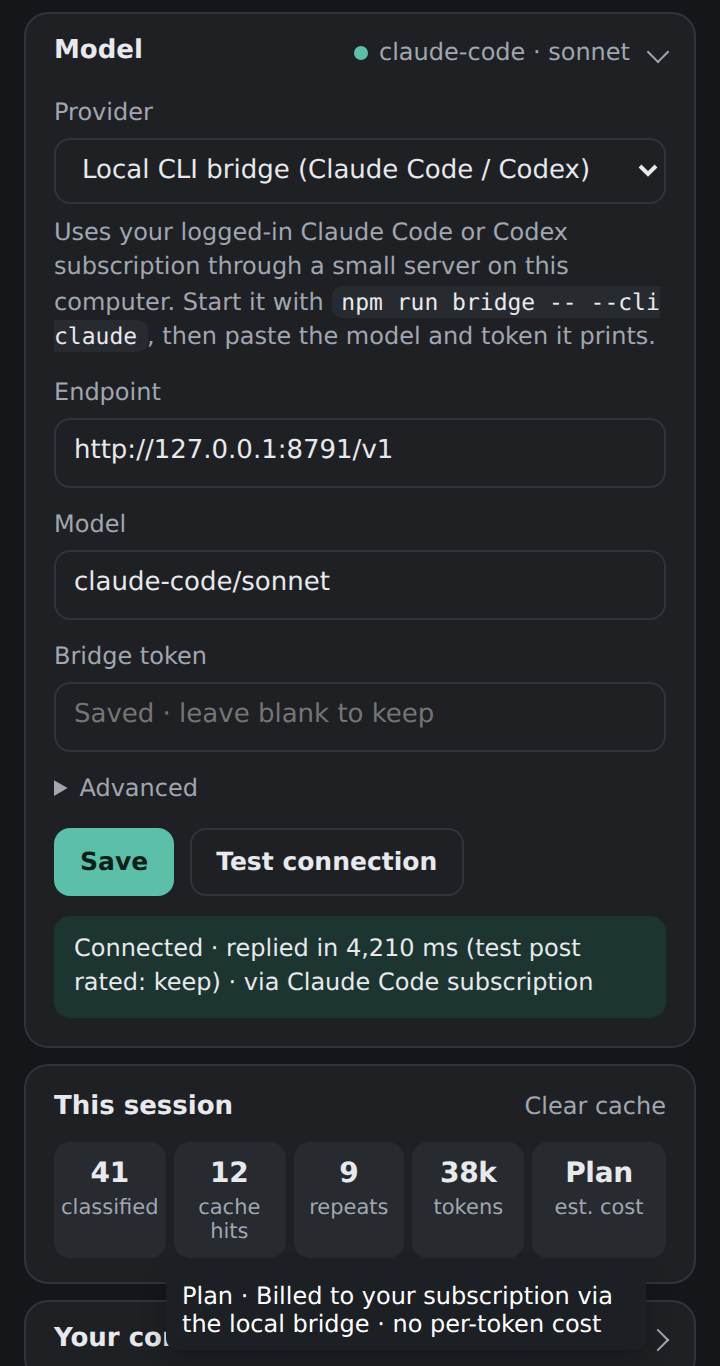 Model
claude-code · sonnet
Provider
Local CLI bridge (Claude Code / Codex)
Uses your logged-in Claude Code or Codex
subscription through a small server on this
computer. Start it with npm run bridge -- --cli
claude, then paste the model and token it prints.
Endpoint
http://127.0.0.1:8791/v1
Model
claude-code/sonnet
Bridge token
Saved · leave blank to keep
Advanced
Save
Test connection
Connected · replied in 4,210 ms (test post
rated: keep) · via Claude Code subscription
This session
Clear cache
41
classified
12
cache
hits
9
repeats
38k
tokens
Plan
est. cost
Plan · Billed to your subscription via
the local bridge · no per-token cost
Your